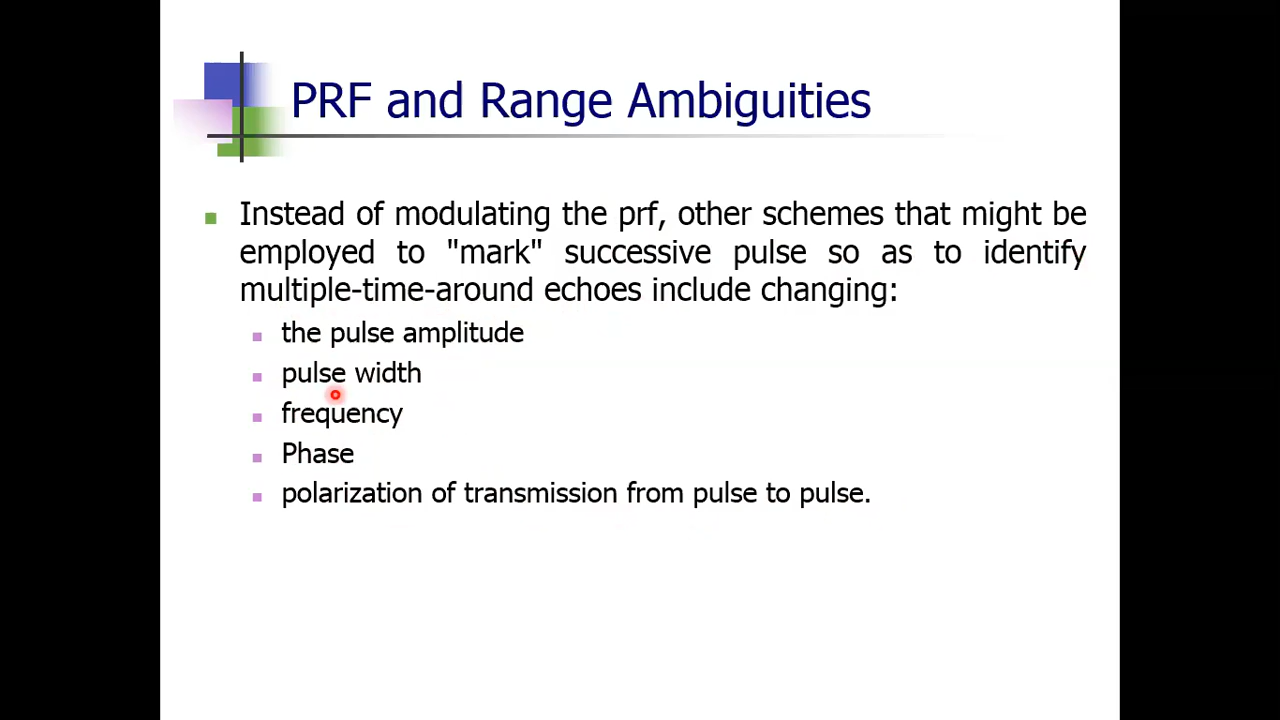 PRF and Range Ambiguities
Instead of modulating the prf, other schemes that might be
employed to "mark" successive pulse so as to identify
multiple-time-around echoes include changing:
the pulse amplitude
pulse width
frequency
Phase
polarization of transmission from pulse to pulse.